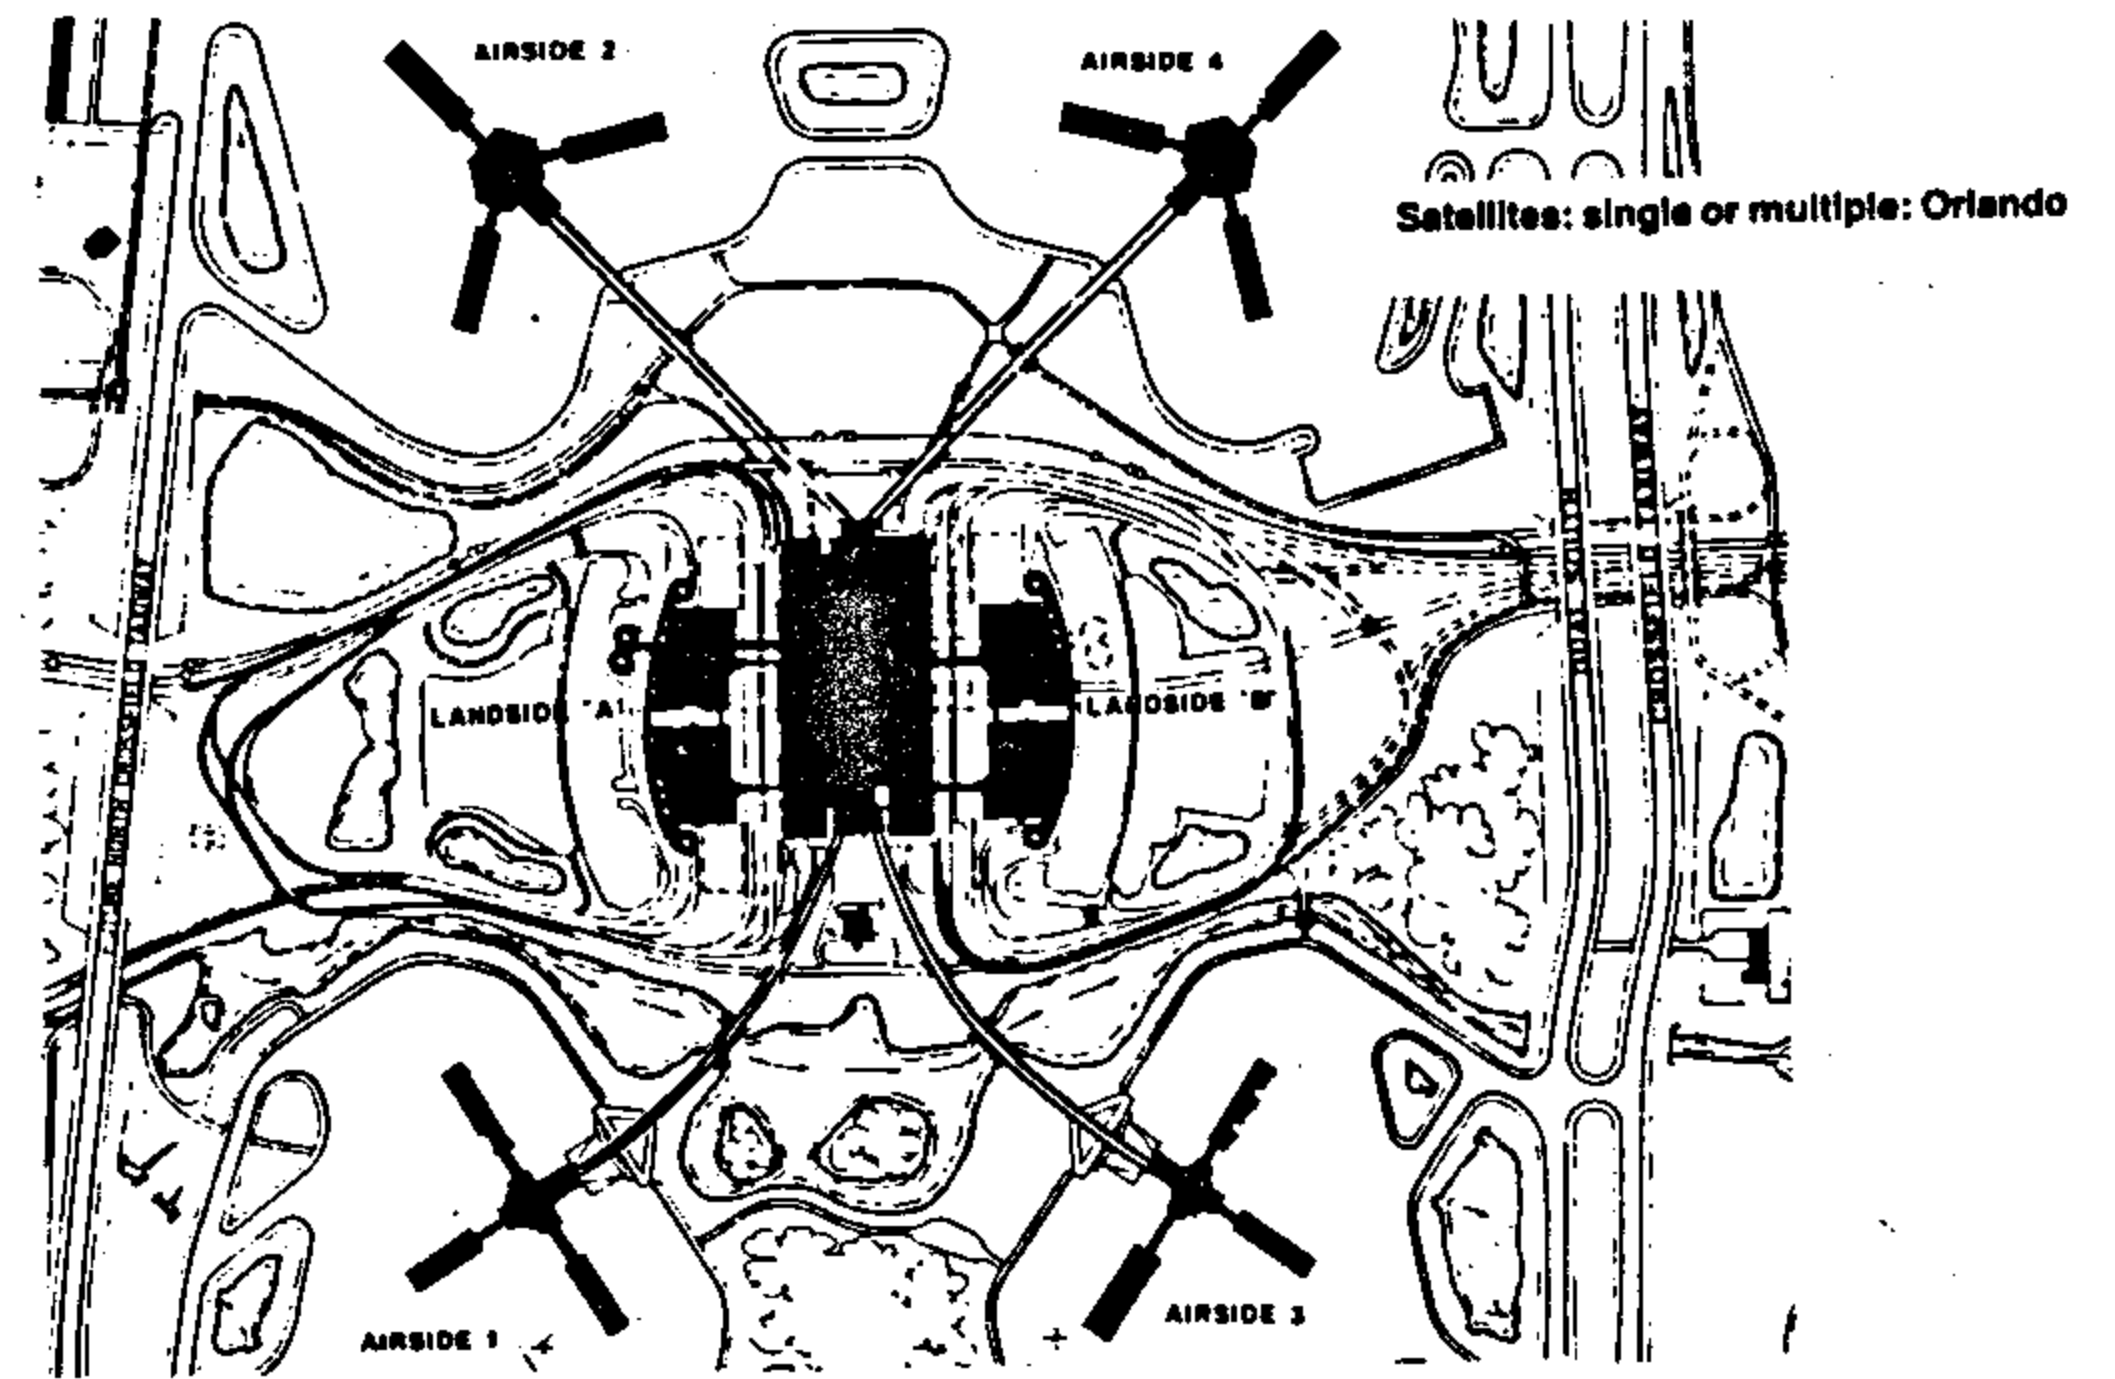 AIRSIDE 2
AIRSIDE 4
Satellites: single or multiple: Orlando
LANDSIDE "A"
LANDSIDE "B"
AIRSIDE 1
AIRSIDE 3